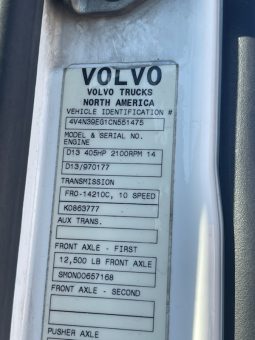 VOLVO
VOLVO TRUCKS
NORTH AMERICA
VEHICLE IDENTIFICATION #
4V4N39EG1CN551475
MODEL & SERIAL NO.
ENGINE
D13 405HP 2100RPM 14
D13/970177
TRANSMISSION
FRO-14210C, 10 SPEED
K0863777
AUX TRANS.
FRONT AXLE - FIRST
12,500 LB FRONT AXLE
SMON00657168
FRONT AXLE - SECOND
PUSHER AXLE